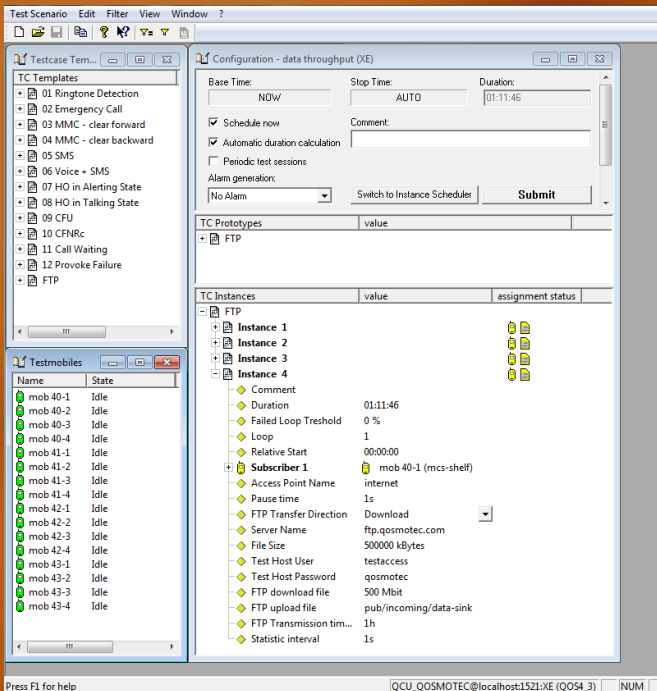 Test Scenario Edit Filter View Window ?
Testcase Tem...
TC Templates
01 Ringtone Detection
02 Emergency Call
03 MMC - clear forward
04 MMC - clear backward
05 SMS
06 Voice + SMS
07 HO in Alerting State
08 HO in Talking State
09 CFU
10 CFNRc
11 Call Waiting
12 Provoke Failure
FTP
Testmobiles
Name State
mob 40-1 Idle
mob 40-2 Idle
mob 40-3 Idle
mob 40-4 Idle
mob 41-1 Idle
mob 41-2 Idle
mob 41-3 Idle
mob 41-4 Idle
mob 42-1 Idle
mob 42-2 Idle
mob 42-3 Idle
mob 42-4 Idle
mob 43-1 Idle
mob 43-2 Idle
mob 43-3 Idle
mob 43-4 Idle
Configuration - data throughput (XE)
Base Time: Stop Time: Duration:
NOW AUTO 01:11:46
Schedule now Comment:
Automatic duration calculation
Periodic test sessions
Alarm generation:
No Alarm Switch to Instance Scheduler Submit
TC Prototypes value
FTP
TC Instances value assignment status
FTP
Instance 1
Instance 2
Instance 3
Instance 4
Comment
Duration 01:11:46
Failed Loop Treshold 0 %
Loop 1
Relative Start 00:00:00
Subscriber 1 mob 40-1 (mcs-shelf)
Access Point Name internet
Pause time 1s
FTP Transfer Direction Download
Server Name ftp.qosmotec.com
File Size 500000 kBytes
Test Host User testaccess
Test Host Password qosmotec
FTP download file 500 Mbit
FTP upload file pub/incoming/data-sink
FTP Transmission tim... 1h
Statistic interval 1s
Press F1 for help QCU_QOSMOTEC@localhost:1521:XE (QOS4_3) NUM